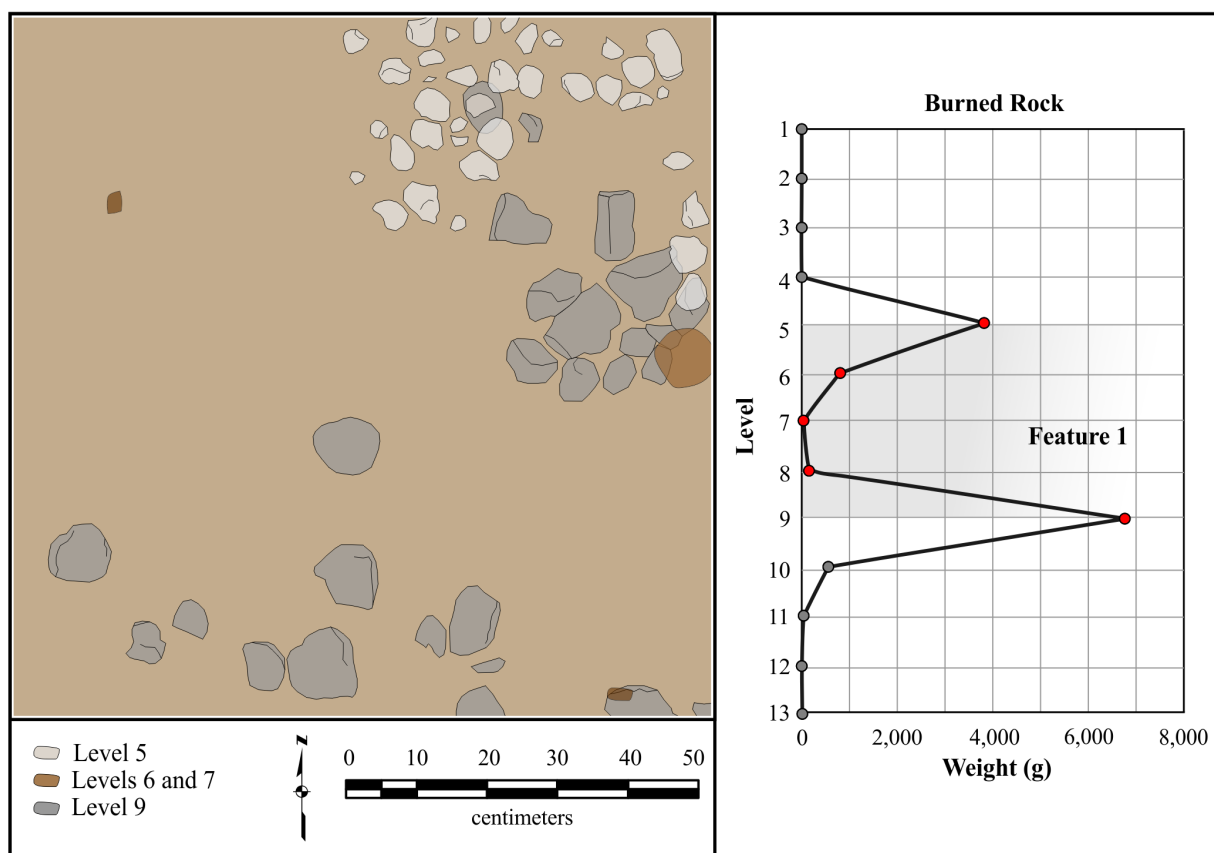 Level 5
Levels 6 and 7
Level 9
N
0 10 20 30 40 50
centimeters
Burned Rock
1
2
3
4
5
6
7
8
9
10
11
12
13
Level
Feature 1
0 2,000 4,000 6,000 8,000
Weight (g)